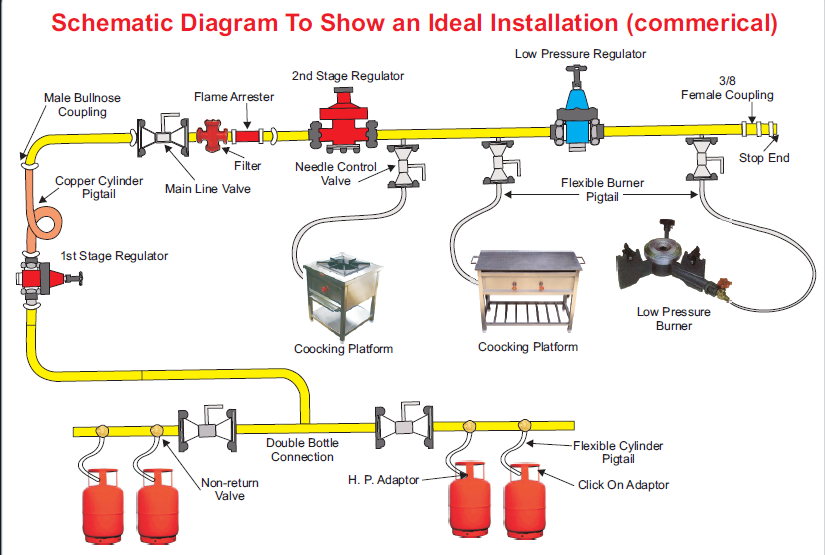 Schematic Diagram To Show an Ideal Installation (commerical)
Low Pressure Regulator
2nd Stage Regulator
3/8
Female Coupling
Male Bullnose
Coupling
Flame Arrester
Stop End
Filter
Needle Control
Valve
Main Line Valve
Copper Cylinder
Pigtail
Flexible Burner
Pigtail
1st Stage Regulator
Low Pressure
Burner
Coocking Platform
Coocking Platform
Double Bottle
Connection
Flexible Cylinder
Pigtail
Non-return
Valve
H. P. Adaptor
Click On Adaptor